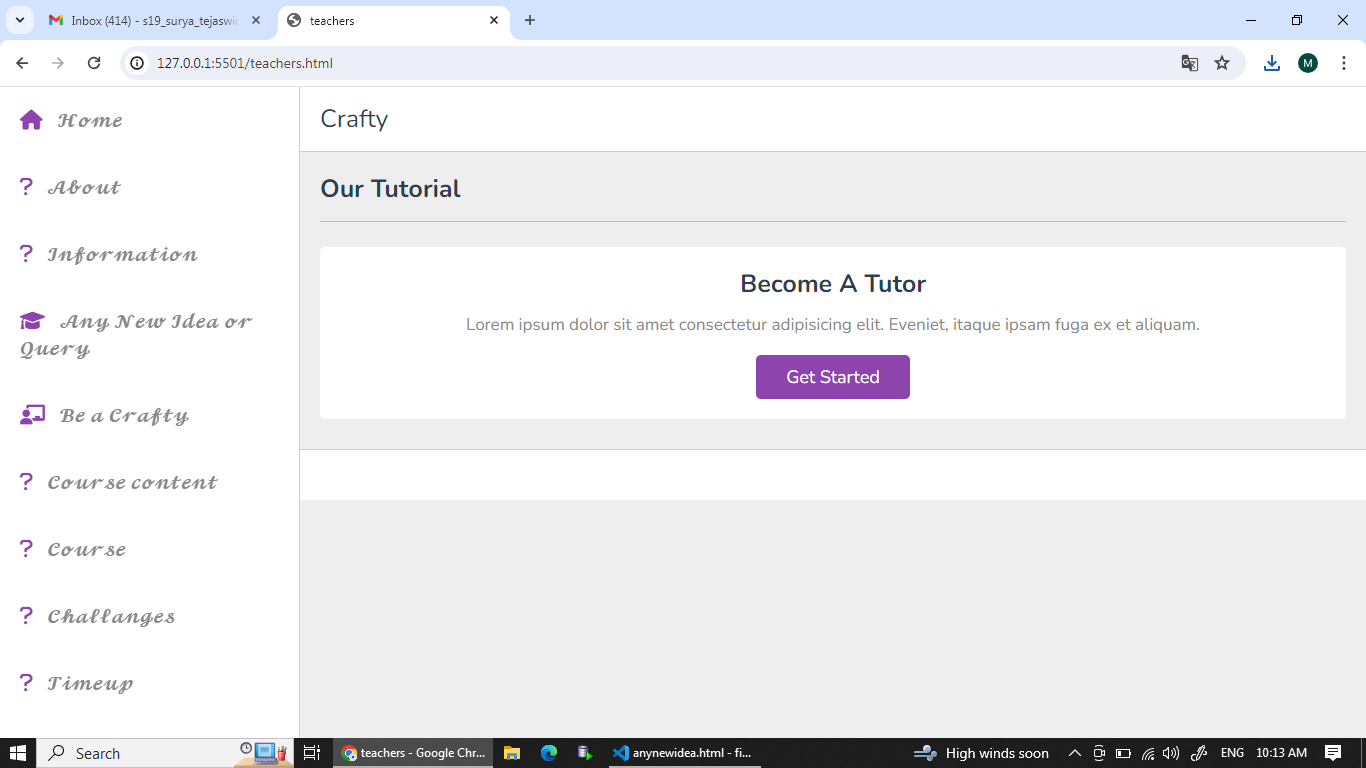 Inbox (414) - s19_surya_tejaswin
teachers
127.0.0.1:5501/teachers.html
M
Home
About
Information
Any New Idea or
Query
Be a Crafty
Course content
Course
Challanges
Timeup
Crafty
Our Tutorial
Become A Tutor
Lorem ipsum dolor sit amet consectetur adipisicing elit. Eveniet, itaque ipsam fuga ex et aliquam.
Get Started
Search
teachers - Google Chr...
anynewidea.html - fi...
High winds soon
ENG
10:13 AM